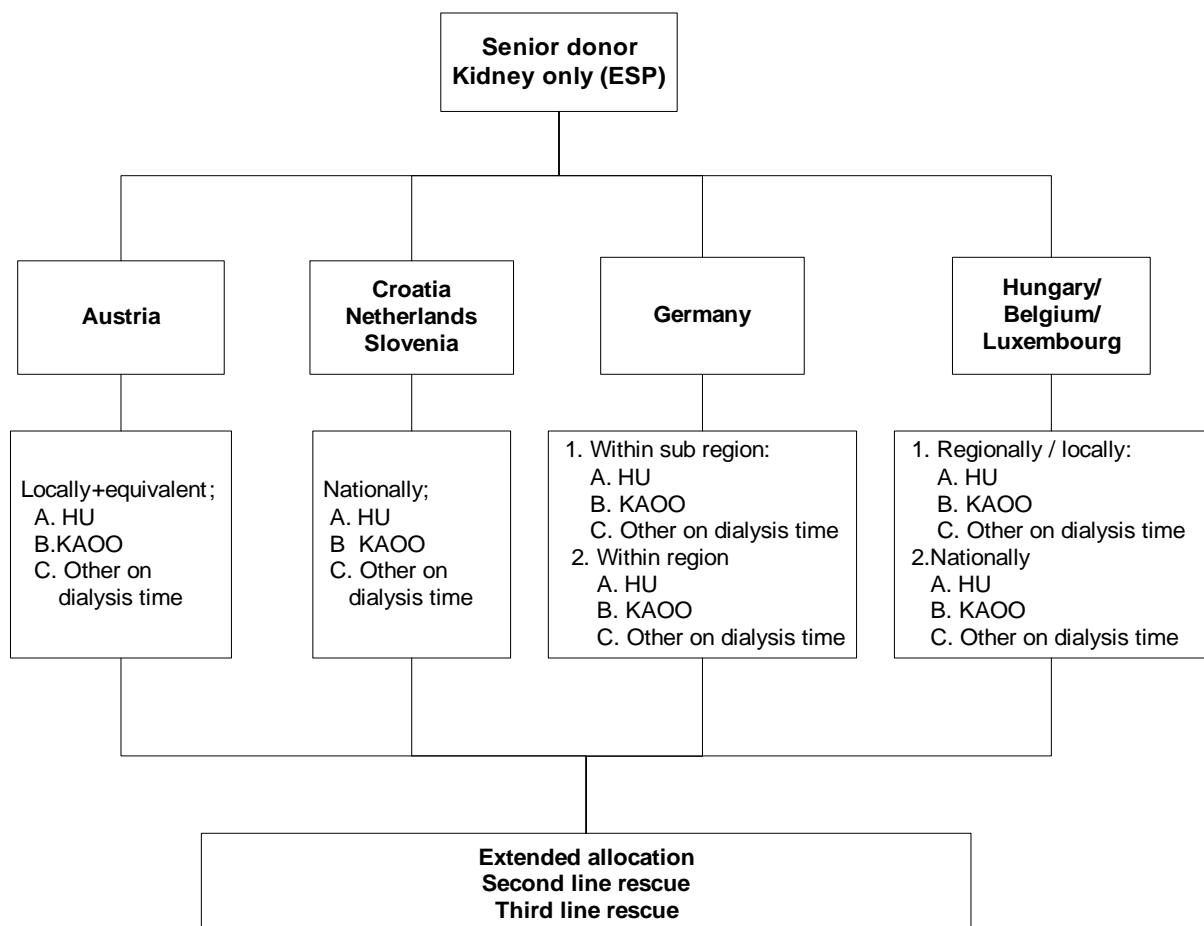 Senior donor
Kidney only (ESP)
Austria
Croatia
Netherlands
Slovenia
Germany
Hungary/
Belgium/
Luxembourg
Locally+equivalent;
A. HU
B.KAOO
C. Other on
dialysis time
Nationally;
A. HU
B KAOO
C. Other on
dialysis time
1. Within sub region:
A. HU
B. KAOO
C. Other on dialysis time
2. Within region
A. HU
B. KAOO
C. Other on dialysis time
1. Regionally / locally:
A. HU
B. KAOO
C. Other on dialysis time
2.Nationally
A. HU
B. KAOO
C. Other on dialysis time
Extended allocation
Second line rescue
Third line rescue